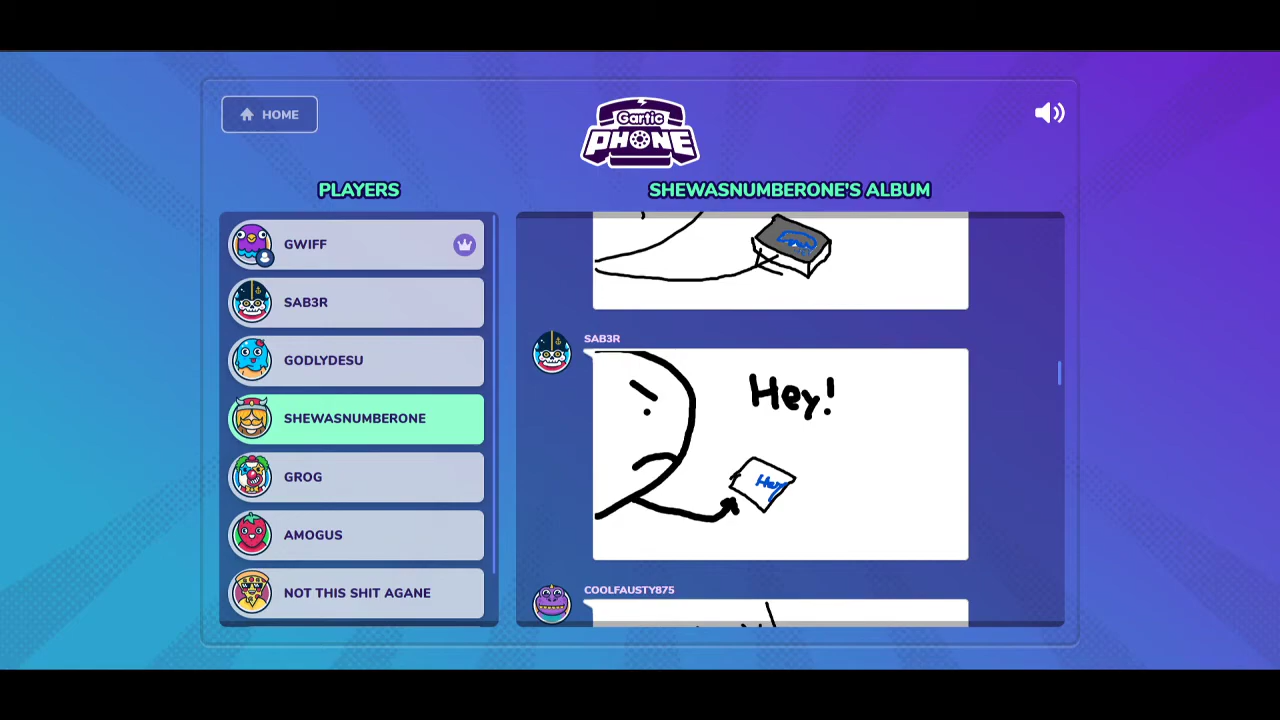 HOME
Gartic
PHONE
PLAYERS
SHEWASNUMBERONE'S ALBUM
GWIFF
SAB3R
GODLYDESU
SHEWASNUMBERONE
GROG
AMOGUS
NOT THIS SHIT AGANE
SAB3R
Hey!
Hey
COOLFAUSTY875